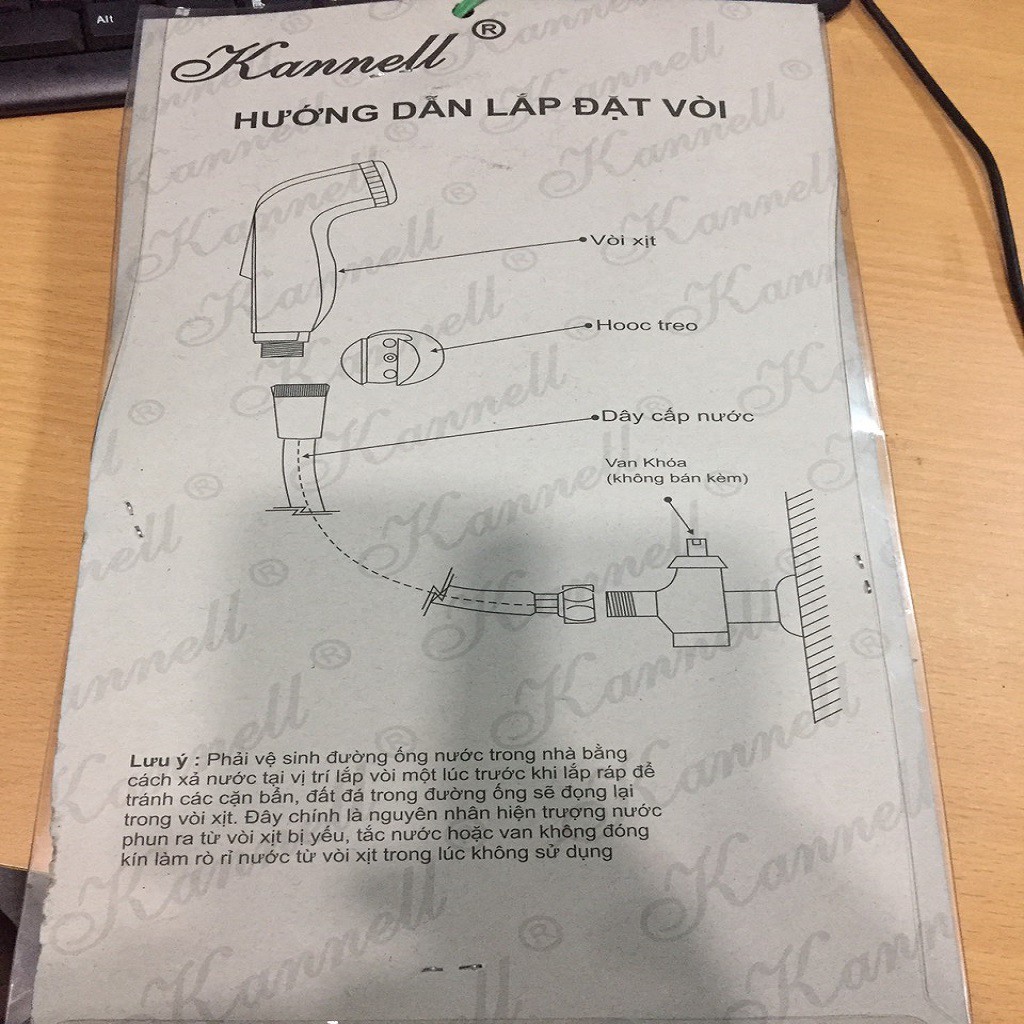 Alt
Kannell ®
HƯỚNG DẪN LẮP ĐẶT VÒI
Vòi xịt
Hooc treo
Dây cấp nước
Van Khóa
(không bán kèm)
Lưu ý : Phải vệ sinh đường ống nước trong nhà bằng
cách xả nước tại vị trí lắp vòi một lúc trước khi lắp ráp để
tránh các cặn bẩn, đất đá trong đường ống sẽ đọng lại
trong vòi xịt. Đây chính là nguyên nhân hiện trượng nước
phun ra từ vòi xịt bị yếu, tắc nước hoặc van không đóng
kín làm rò rỉ nước từ vòi xịt trong lúc không sử dụng